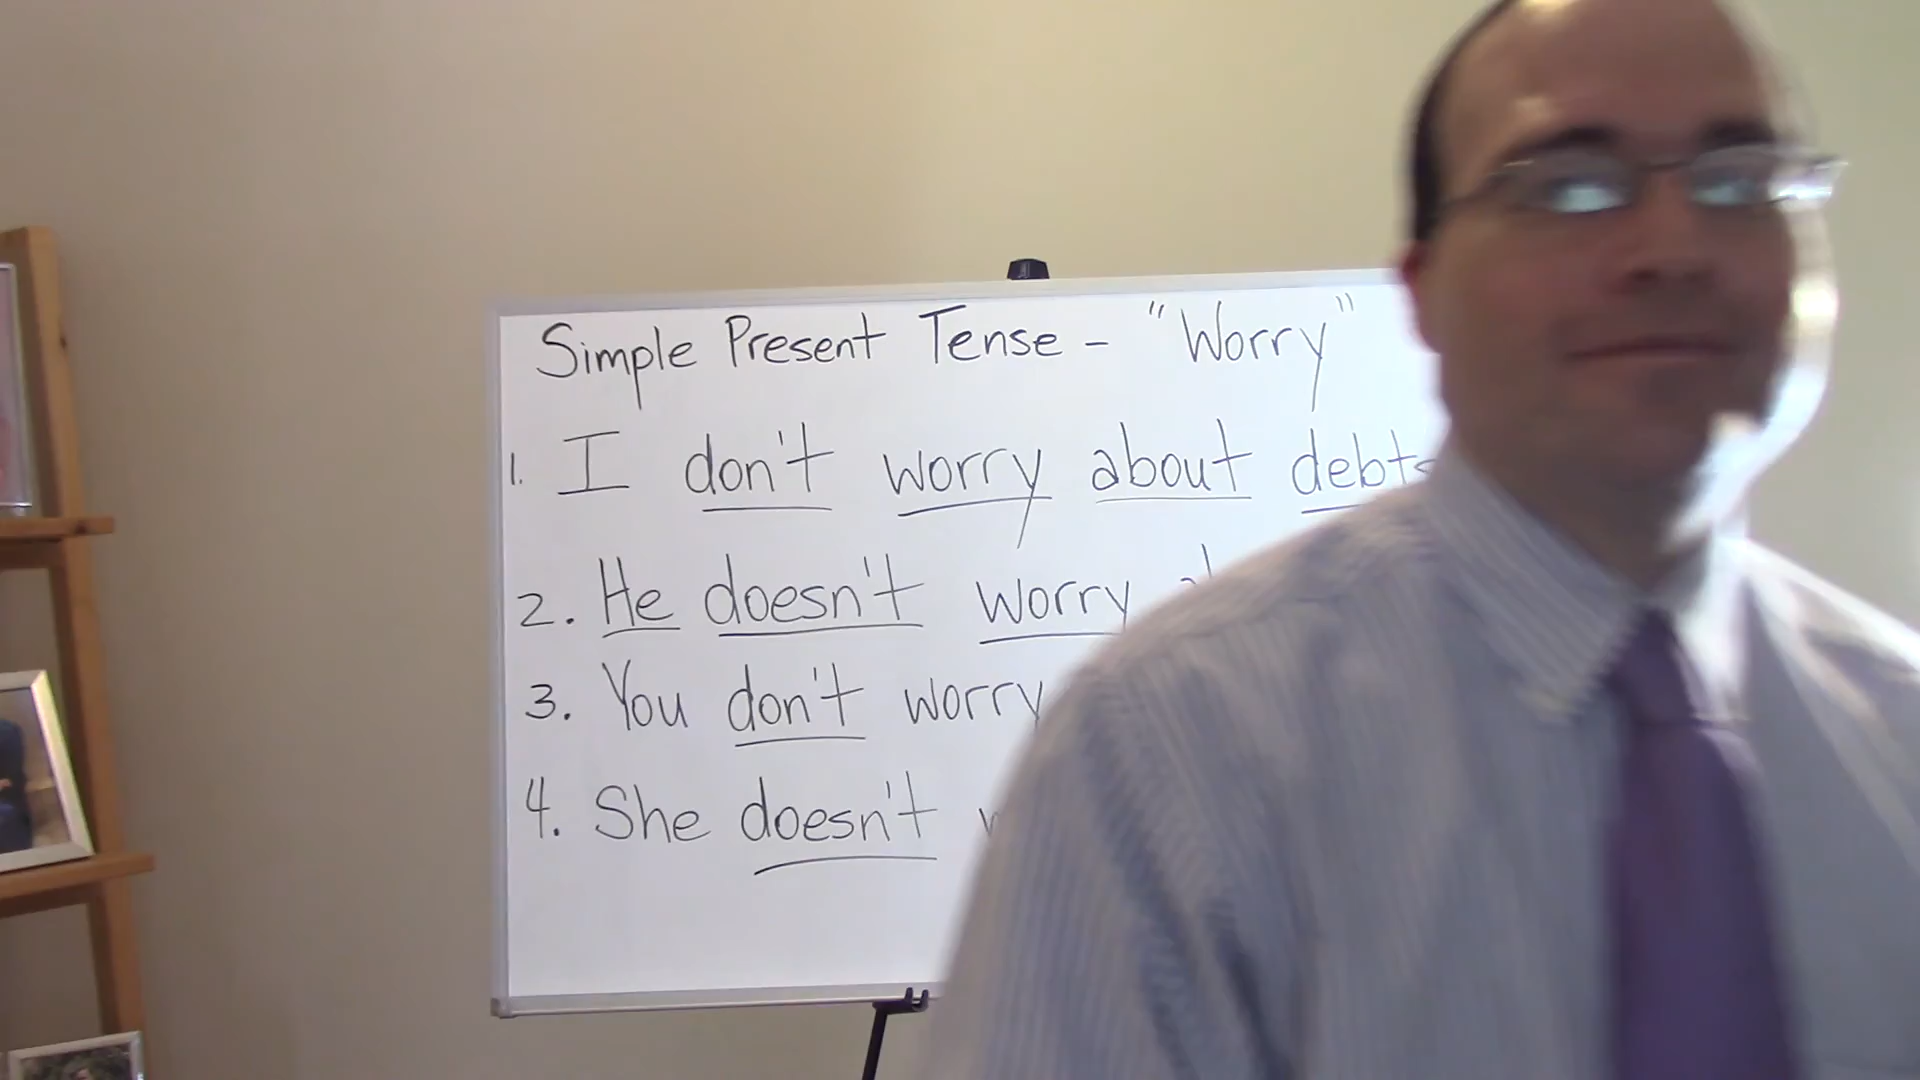 Simple Present Tense - "Worry"
1. I don't worry about debts
2. He doesn't worry
3. You don't worry
4. She doesn't